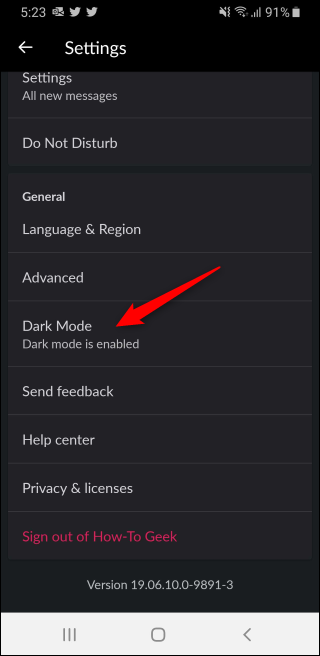 5:23
91%
Settings
Settings
All new messages
Do Not Disturb
General
Language & Region
Advanced
Dark Mode
Dark mode is enabled
Send feedback
Help center
Privacy & licenses
Sign out of How-To Geek
Version 19.06.10.0-9891-3